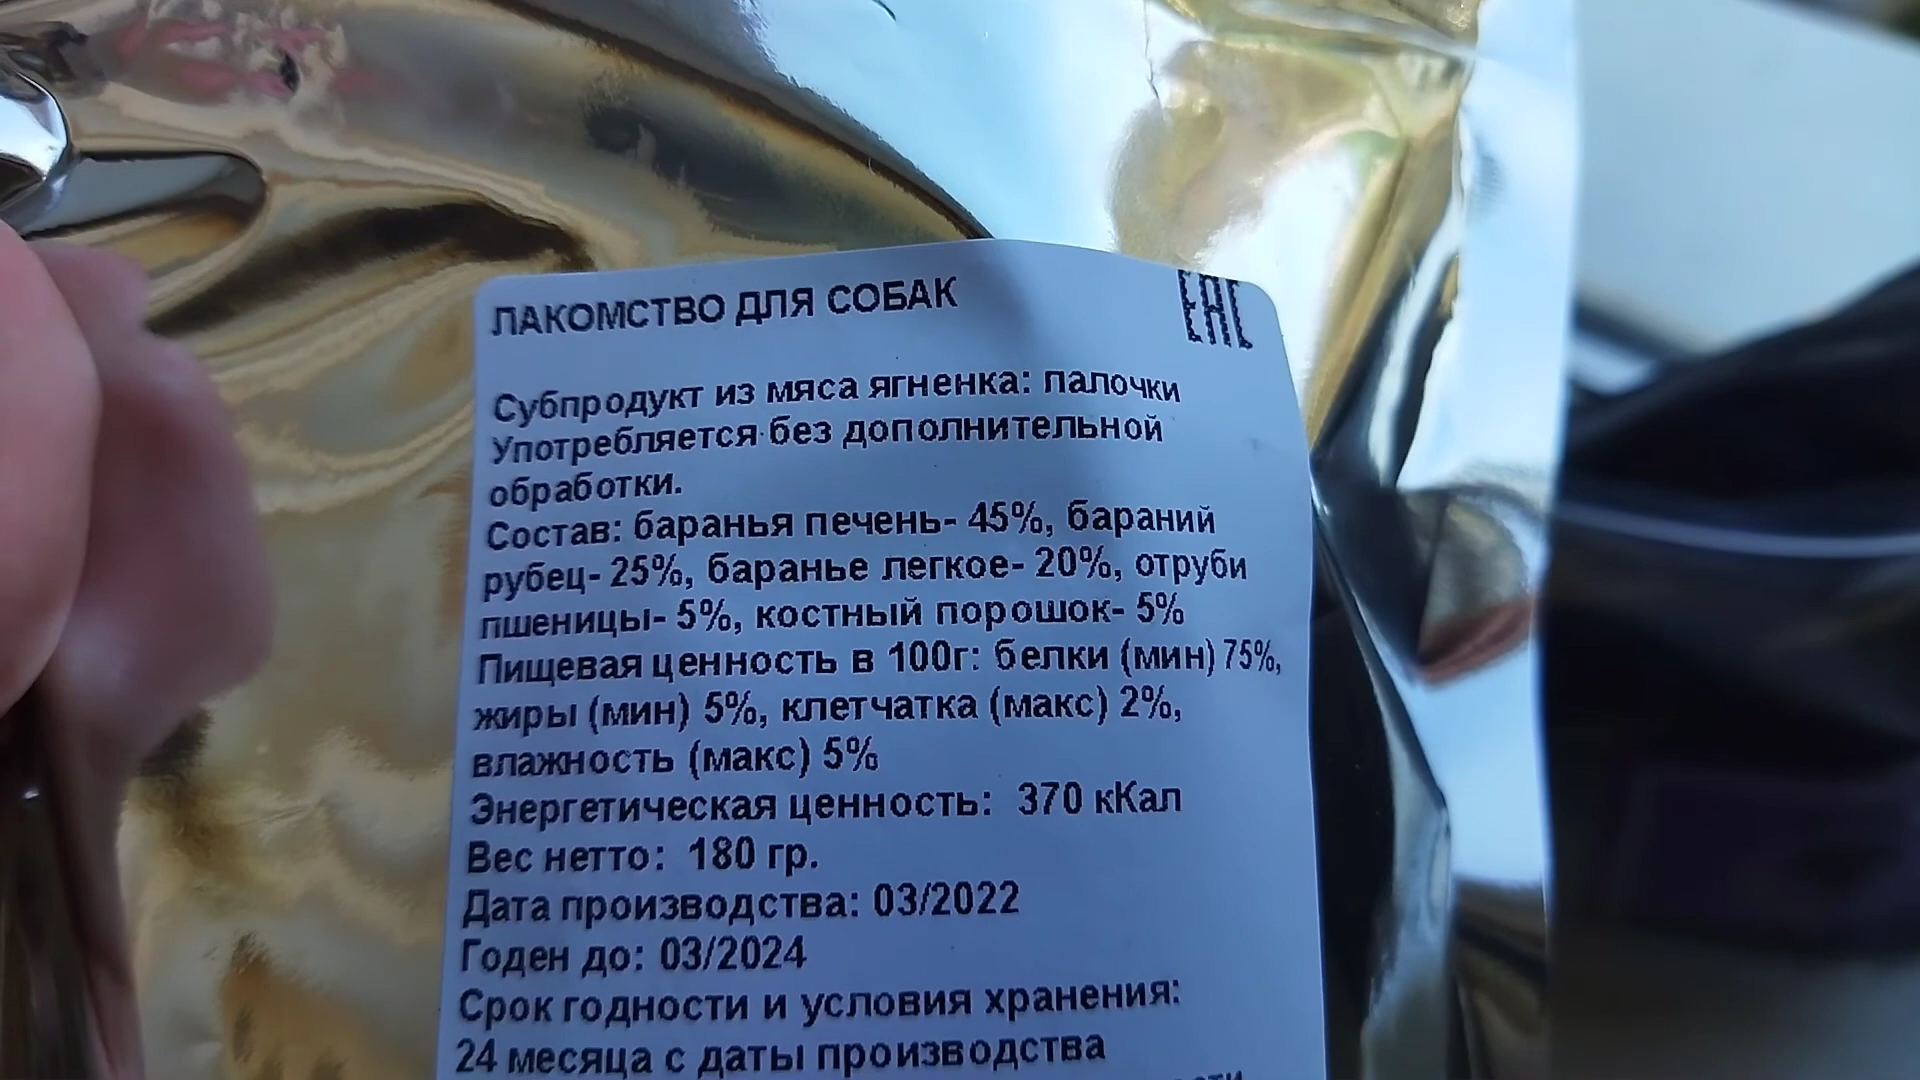 ЛАКОМСТВО ДЛЯ СОБАК
EAC
Субпродукт из мяса ягненка: палочки
Употребляется без дополнительной
обработки.
Состав: баранья печень- 45%, бараний
рубец- 25%, баранье легкое- 20%, отруби
пшеницы- 5%, костный порошок- 5%
Пищевая ценность в 100г: белки (мин) 75%,
жиры (мин) 5%, клетчатка (макс) 2%,
влажность (макс) 5%
Энергетическая ценность: 370 кКал
Вес нетто: 180 гр.
Дата производства: 03/2022
Годен до: 03/2024
Срок годности и условия хранения:
24 месяца с даты производства